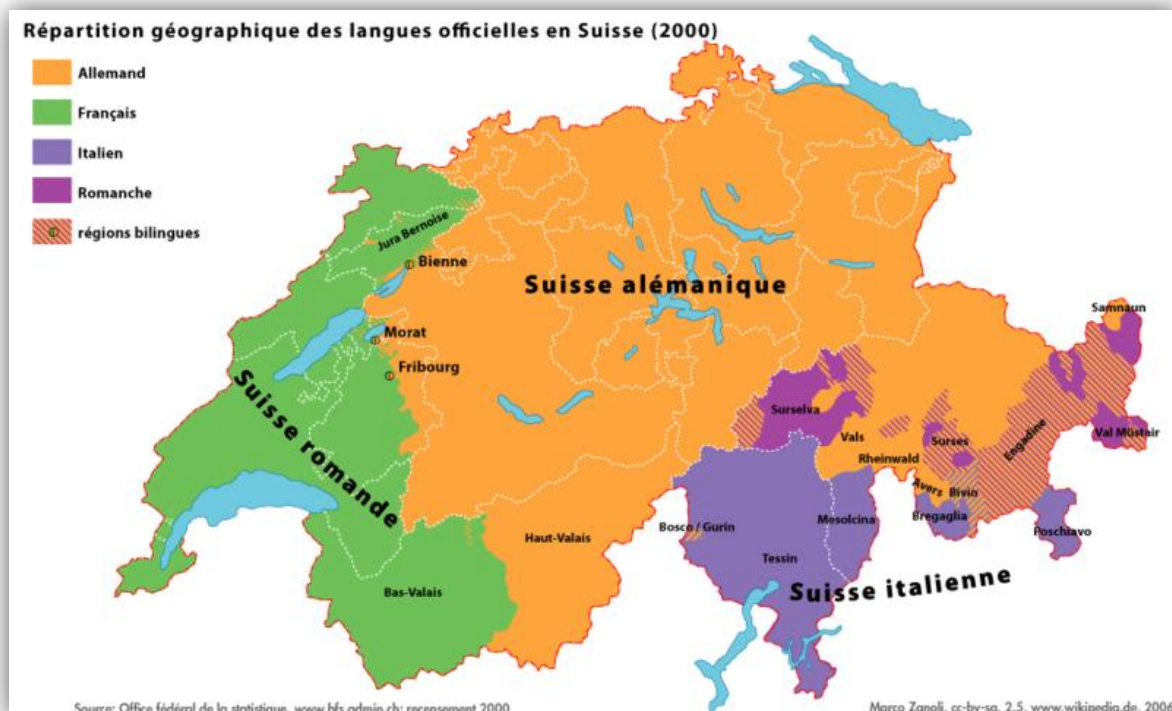 Répartition géographique des langues officielles en Suisse (2000)
Allemand
Français
Italien
Romanche
régions bilingues
Jura Bernoise
Bienne
Suisse alémanique
Morat
Fribourg
Suisse romande
Samnaun
Surselva
Val Müstair
Vals
Surses
Engadine
Rheinwald
Avers
Bivio
Bregaglia
Mesolcina
Bosco / Gurin
Poschiavo
Haut-Valais
Tessin
Suisse italienne
Bas-Valais
Source: Office fédéral de la statistique, www.bfs.admin.ch; recensement 2000
Marco Zanoli, cc-by-sa, 2.5, www.wikipedia.de, 2006